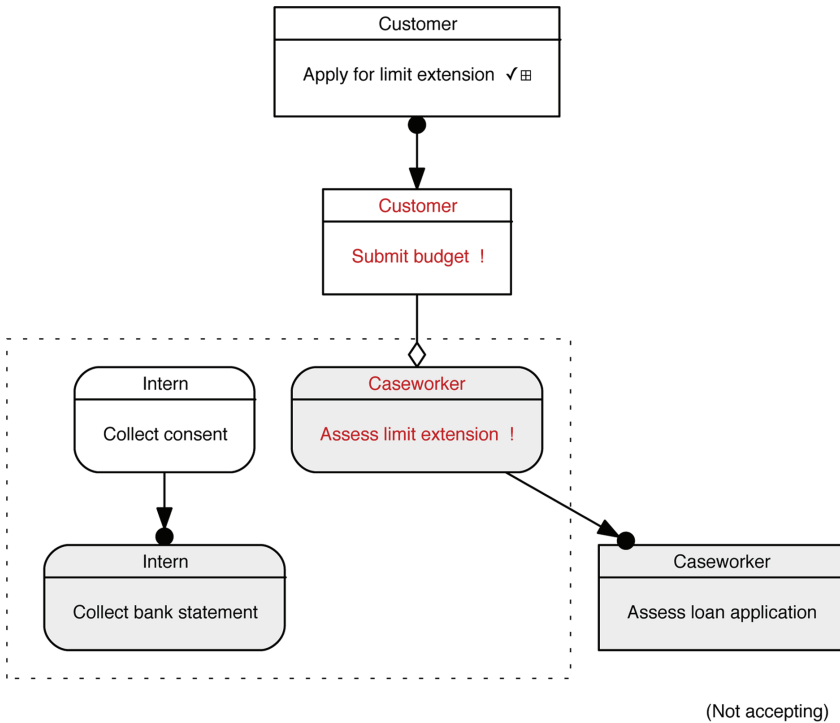 Customer
Apply for limit extension ✓⊞
Customer
Submit budget !
Intern
Collect consent
Caseworker
Assess limit extension !
Intern
Collect bank statement
Caseworker
Assess loan application
(Not accepting)